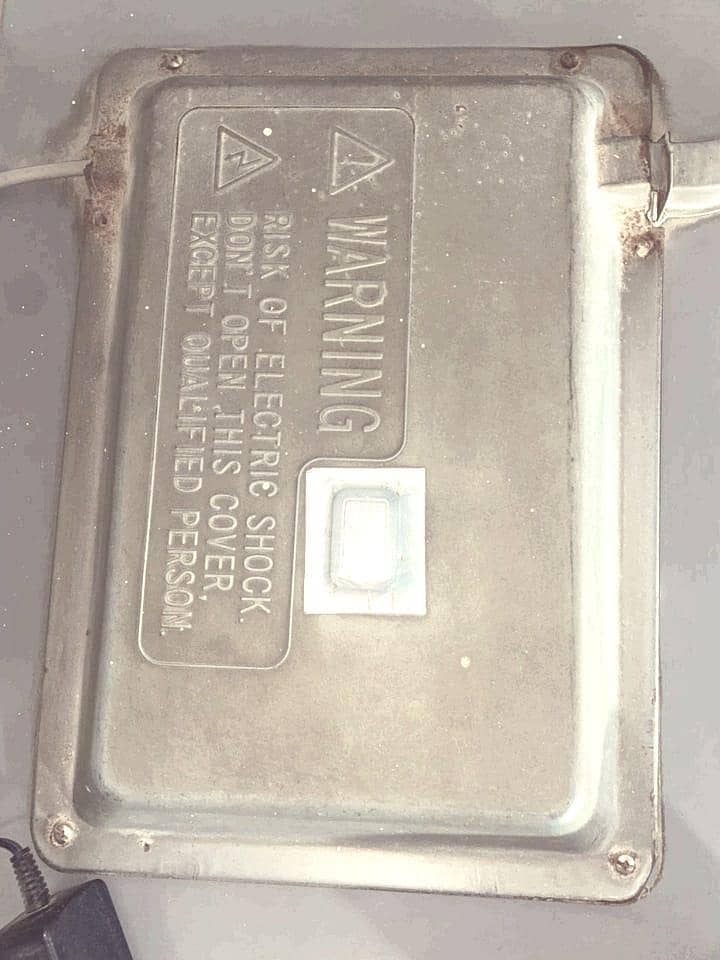 WARNING
RISK OF ELECTRIC SHOCK.
DON'T OPEN THIS COVER,
EXCEPT QUALIFIED PERSON.